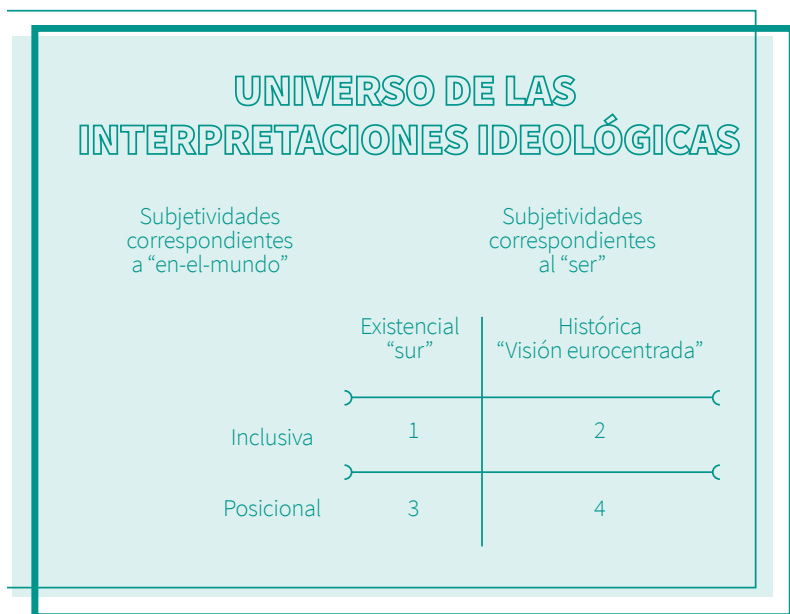 UNIVERSO DE LAS
INTERPRETACIONES IDEOLÓGICAS
Subjetividades
correspondientes
a “en-el-mundo”
Subjetividades
correspondientes
al “ser”
Existencial
“sur”
Histórica
“Visión eurocentrada”
Inclusiva 1 2
Posicional 3 4